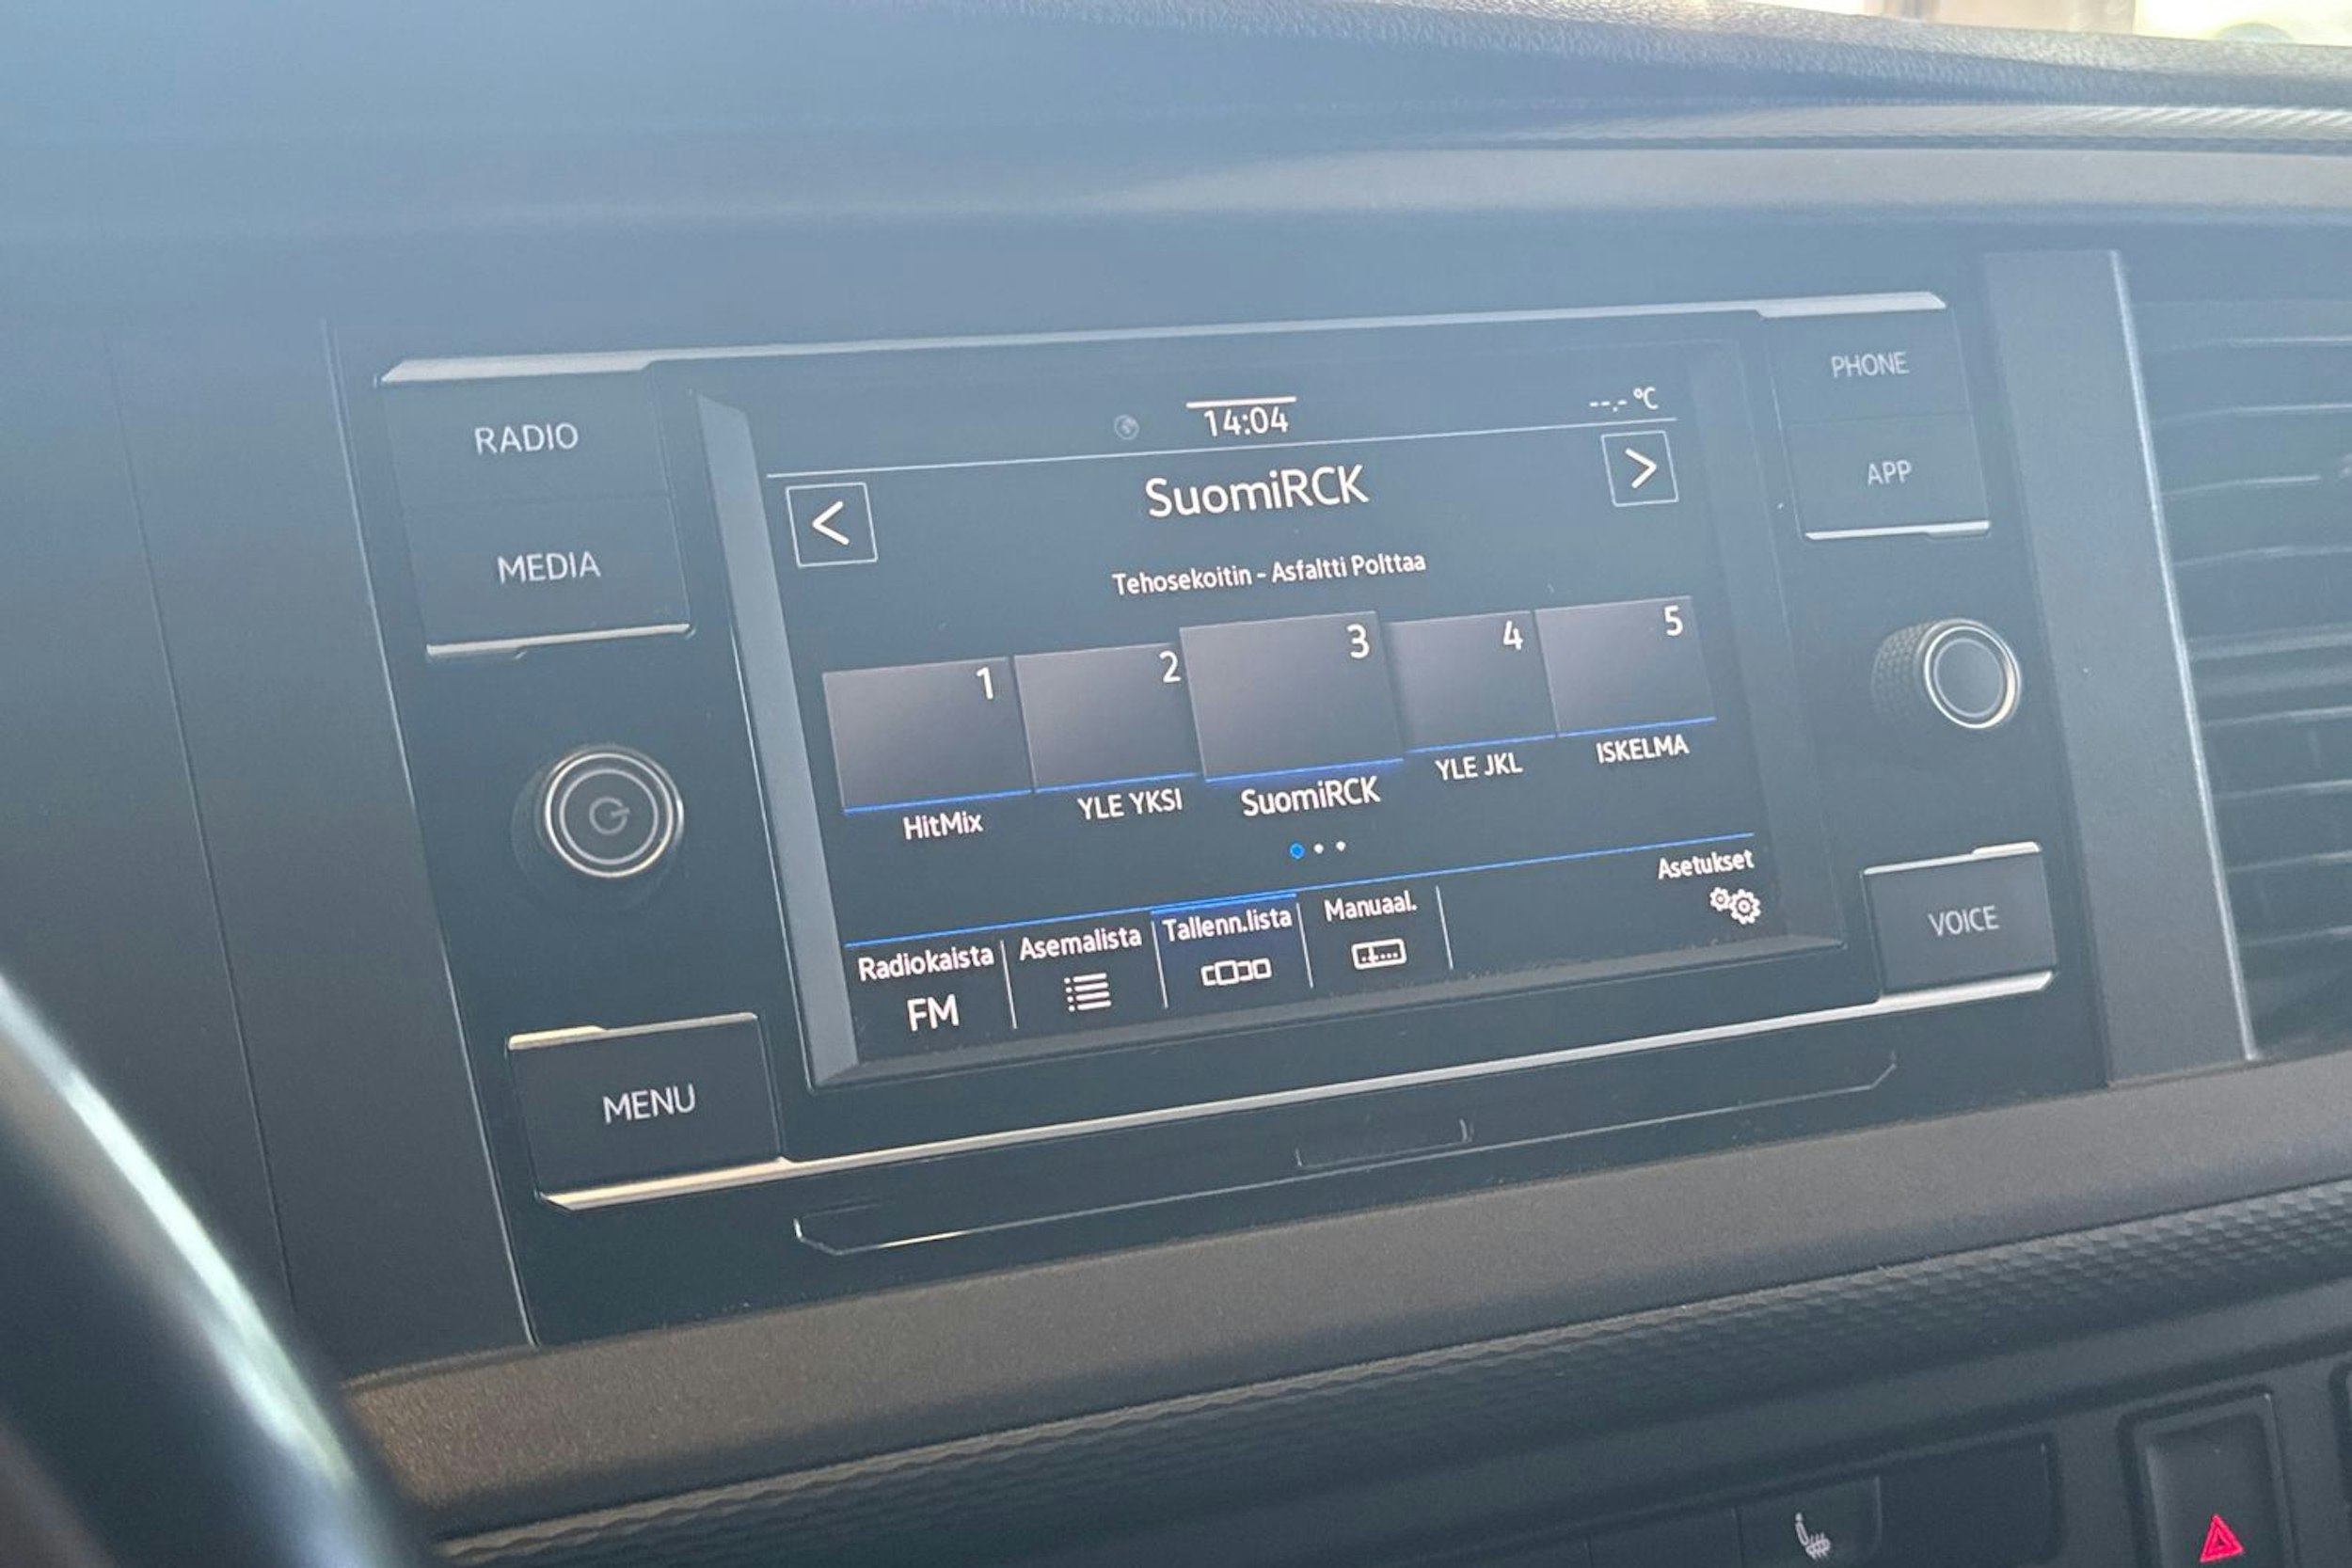 RADIO
MEDIA
MENU
14:04
--.- °C
<
SuomiRCK
>
Tehosekoitin - Asfaltti Polttaa
1
2
3
4
5
HitMix
YLE YKSI
SuomiRCK
YLE JKL
ISKELMA
Radiokaista
FM
Asemalista
Tallenn.lista
Manuaal.
Asetukset
PHONE
APP
VOICE